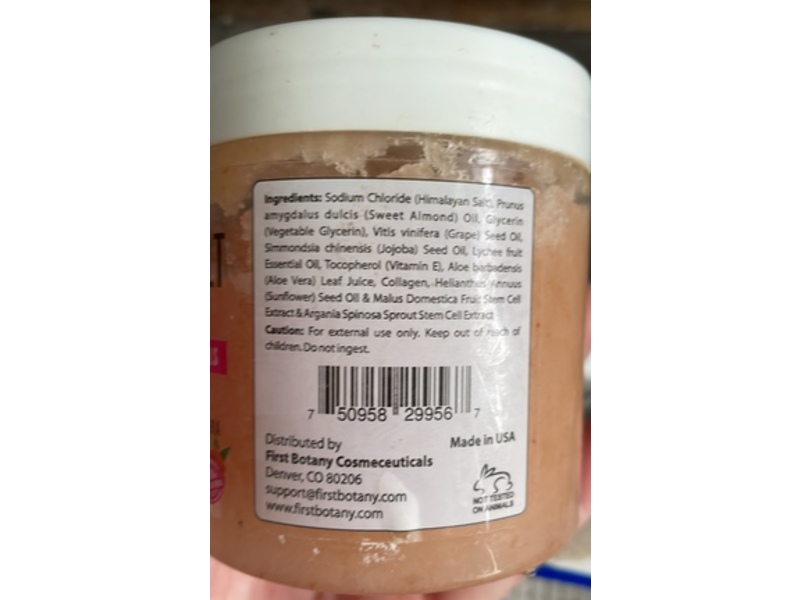 Ingredients: Sodium Chloride (Himalayan Salt), Prunus
amygdalus dulcis (Sweet Almond) Oil, Glycerin
(Vegetable Glycerin), Vitis vinifera (Grape) Seed Oil,
Simmondsia chinensis (Jojoba) Seed Oil, Lychee fruit
Essential Oil, Tocopherol (Vitamin E), Aloe barbadensis
(Aloe Vera) Leaf Juice, Collagen, Helianthus Annuus
(Sunflower) Seed Oil & Malus Domestica Fruit Stem Cell
Extract & Argania Spinosa Sprout Stem Cell Extract
Caution: For external use only. Keep out of reach of
children. Do not ingest.
7 50958 29956 7
Distributed by
First Botany Cosmeceuticals
Denver, CO 80206
support@firstbotany.com
www.firstbotany.com
Made in USA
NOT TESTED
ON ANIMALS